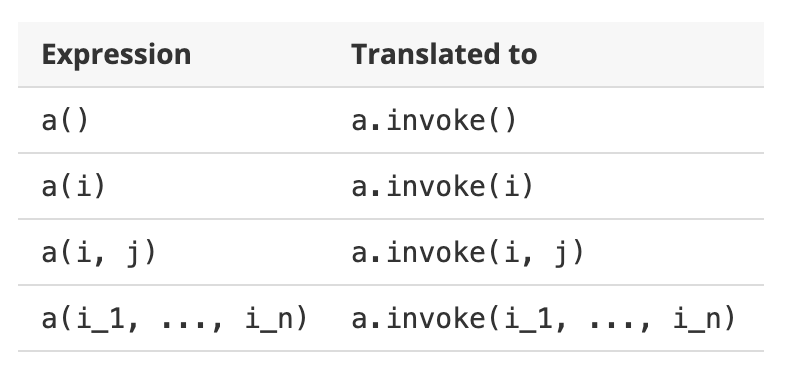 Expression Translated to
a() a.invoke()
a(i) a.invoke(i)
a(i, j) a.invoke(i, j)
a(i_1, ..., i_n) a.invoke(i_1, ..., i_n)